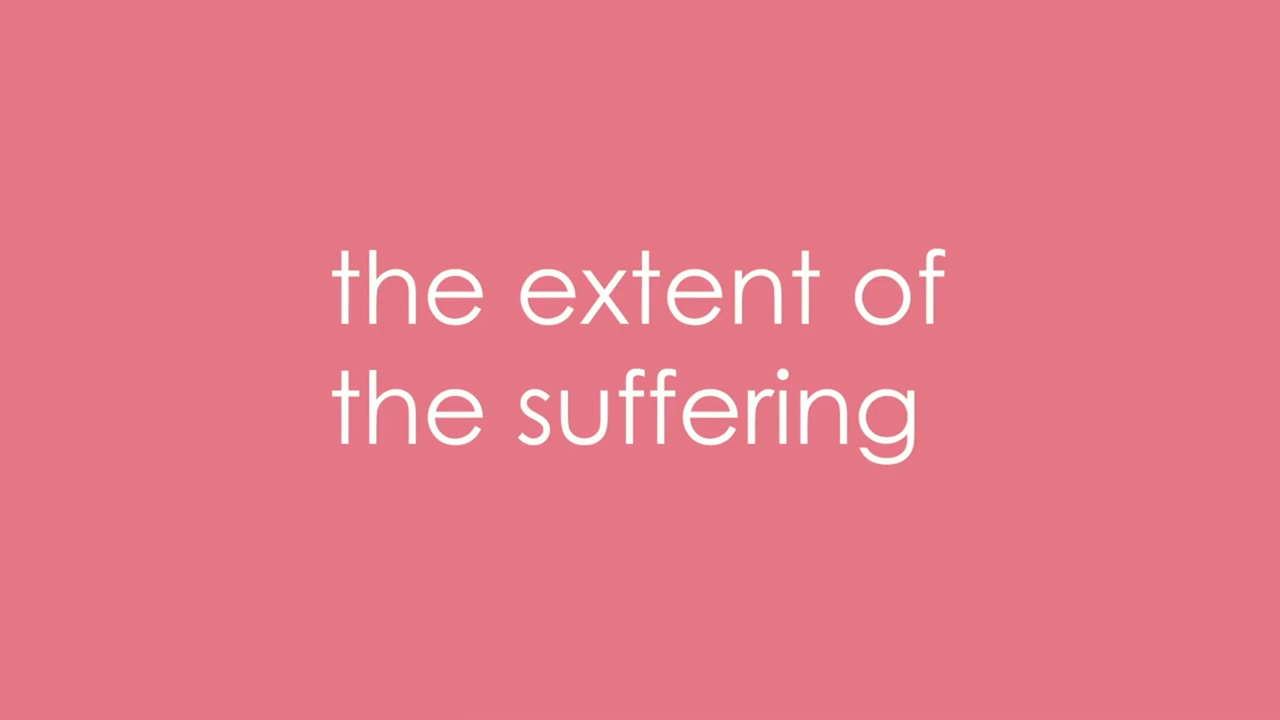 the extent of
the suffering